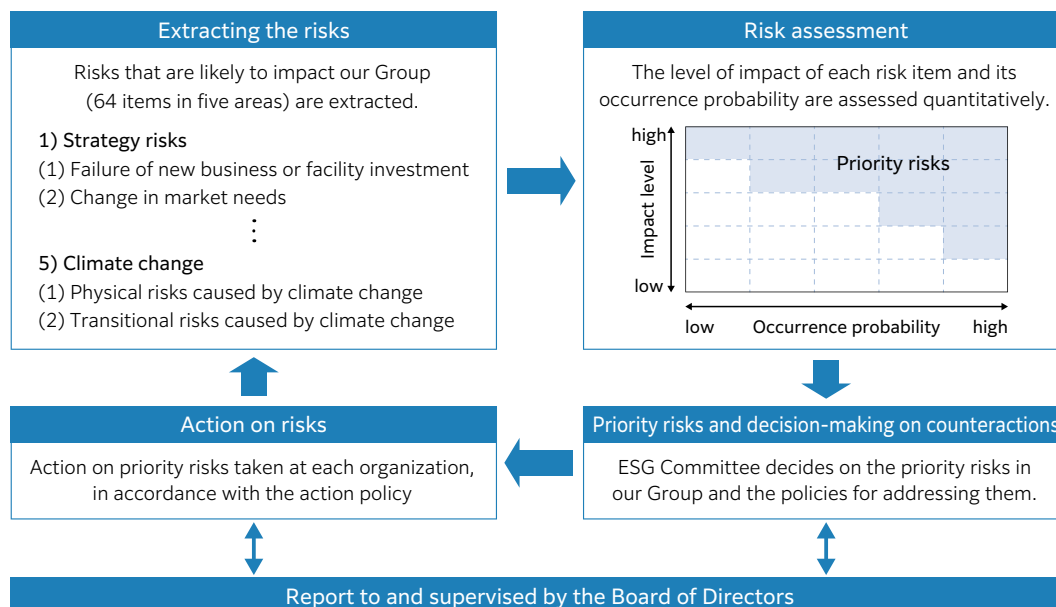 Extracting the risks
Risks that are likely to impact our Group
(64 items in five areas) are extracted.
1) Strategy risks
(1) Failure of new business or facility investment
(2) Change in market needs
⋮
5) Climate change
(1) Physical risks caused by climate change
(2) Transitional risks caused by climate change
Risk assessment
The level of impact of each risk item and its
occurrence probability are assessed quantitatively.
high
Priority risks
Impact level
low
low Occurrence probability high
Action on risks
Action on priority risks taken at each organization,
in accordance with the action policy
Priority risks and decision-making on counteractions
ESG Committee decides on the priority risks in
our Group and the policies for addressing them.
Report to and supervised by the Board of Directors